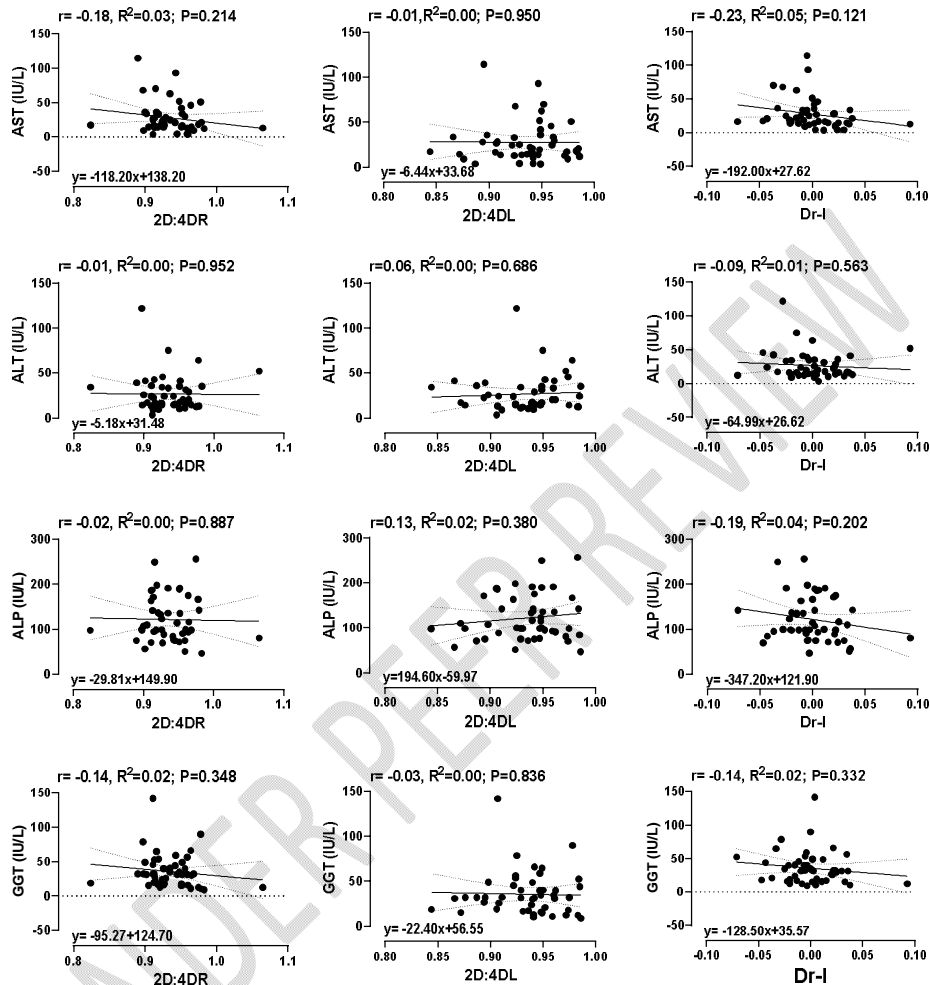 r= -0.18, R²=0.03; P=0.214
AST (IU/L)
150
100
50
0
50
y= -118.20x+138.20
0.8
0.9
1.0
1.1
2D:4DR
r= -0.01,R²=0.00; P=0.950
AST (IU/L)
150
100
50
0
y= -6.44x+33.68
0.80
0.85
0.90
0.95
1.00
2D:4DL
r= -0.23, R²=0.05; P=0.121
AST (IU/L)
150
100
50
0
50
y= -192.00x+27.62
-0.10
-0.05
0.00
0.05
0.10
Dr-l
r= -0.01, R²=0.00; P=0.952
ALT (IU/L)
150
100
50
0
y= -5.18x+31.48
0.8
0.9
1.0
1.1
2D:4DR
r=0.06, R²=0.00; P=0.686
ALT (IU/L)
150
100
50
0
0.80
0.85
0.90
0.95
1.00
2D:4DL
r= -0.09, R²=0.01; P=0.563
ALT (IU/L)
150
100
50
0
50
y= -64.99x+26.62
-0.10
-0.05
0.00
0.05
0.10
Dr-l
r= -0.02, R²=0.00; P=0.887
ALP (IU/L)
300
200
100
0
y= -29.81x+149.90
0.8
0.9
1.0
1.1
2D:4DR
r=0.13, R²=0.02; P=0.380
ALP (IU/L)
300
200
100
0
y=194.60x-59.97
0.80
0.85
0.90
0.95
1.00
2D:4DL
r= -0.19, R²=0.04; P=0.202
ALP (IU/L)
300
200
100
0
y= -347.20x+121.90
-0.10
-0.05
0.00
0.05
0.10
Dr-l
r= -0.14, R²=0.02; P=0.348
GGT (IU/L)
150
100
50
0
50
y= -95.27+124.70
0.8
0.9
1.0
1.1
2D:4DR
r= -0.03, R²=0.00; P=0.836
GGT (IU/L)
150
100
50
0
y= -22.40x+56.55
0.80
0.85
0.90
0.95
1.00
2D:4DL
r= -0.14, R²=0.02; P=0.332
GGT (IU/L)
150
100
50
0
50
y= -128.50x+35.57
-0.10
-0.05
0.00
0.05
0.10
Dr-l
NDER PEER REVIEW